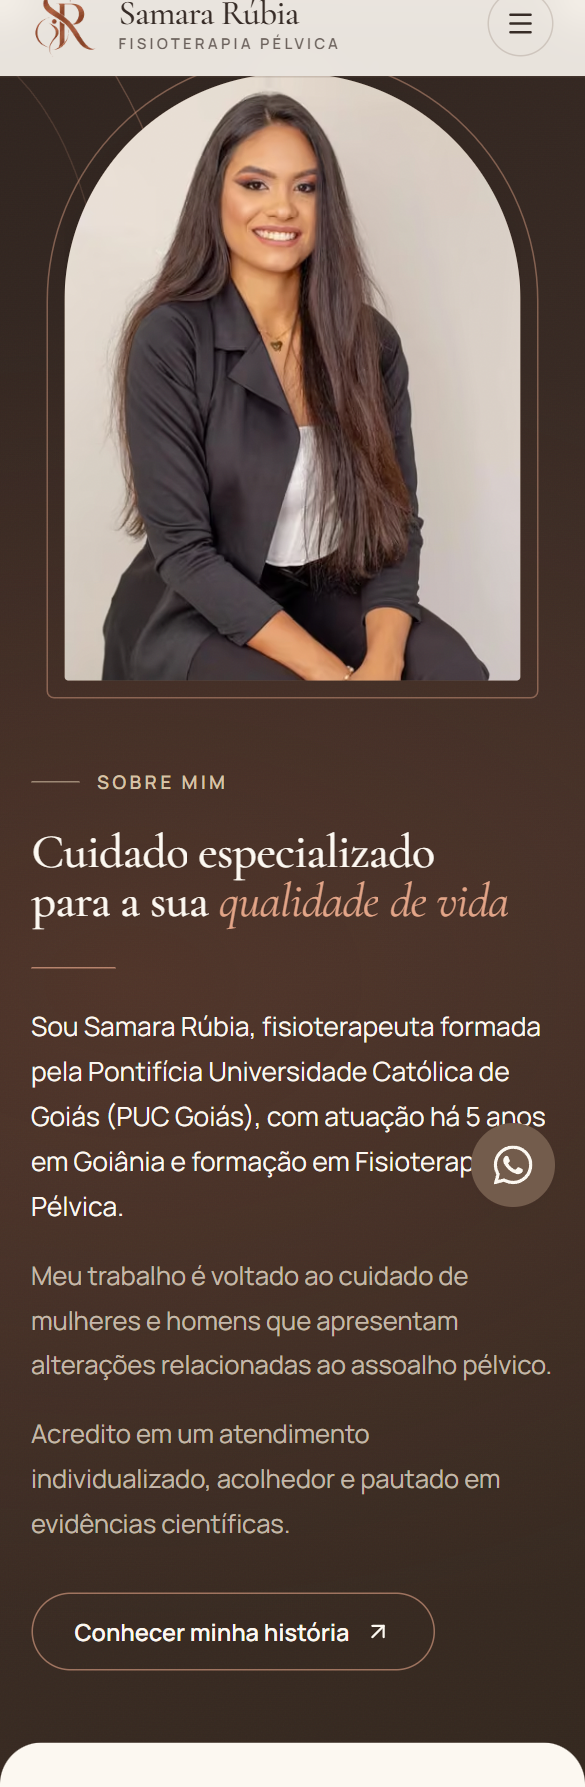 SR
Samara Rúbia
FISIOTERAPIA PÉLVICA
SOBRE MIM
Cuidado especializado
para a sua qualidade de vida
Sou Samara Rúbia, fisioterapeuta formada
pela Pontifícia Universidade Católica de
Goiás (PUC Goiás), com atuação há 5 anos
em Goiânia e formação em Fisioterap
Pélvica.
Meu trabalho é voltado ao cuidado de
mulheres e homens que apresentam
alterações relacionadas ao assoalho pélvico.
Acredito em um atendimento
individualizado, acolhedor e pautado em
evidências científicas.
Conhecer minha história